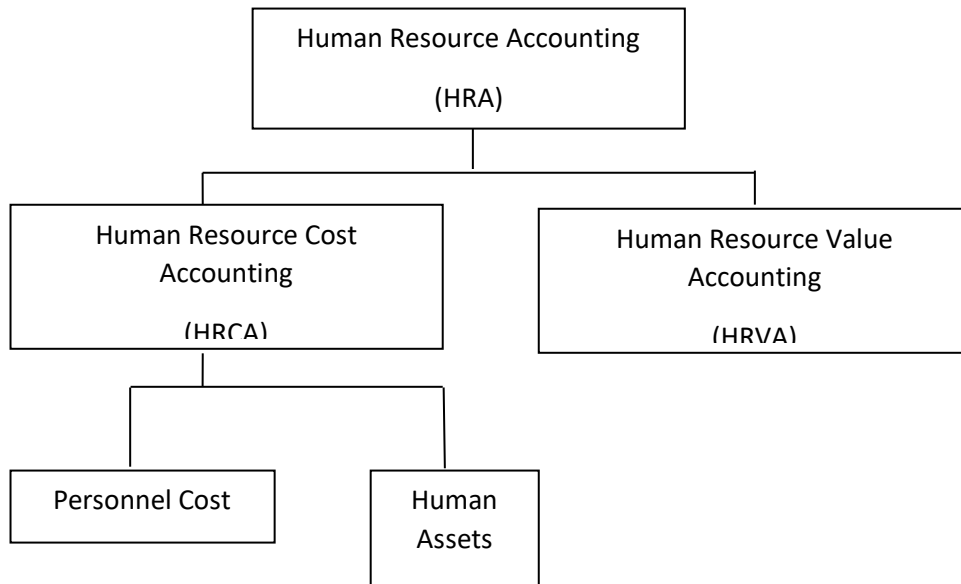 Human Resource Accounting
(HRA)
Human Resource Cost
Accounting
(HRCA)
Human Resource Value
Accounting
(HRVA)
Personnel Cost
Human
Assets